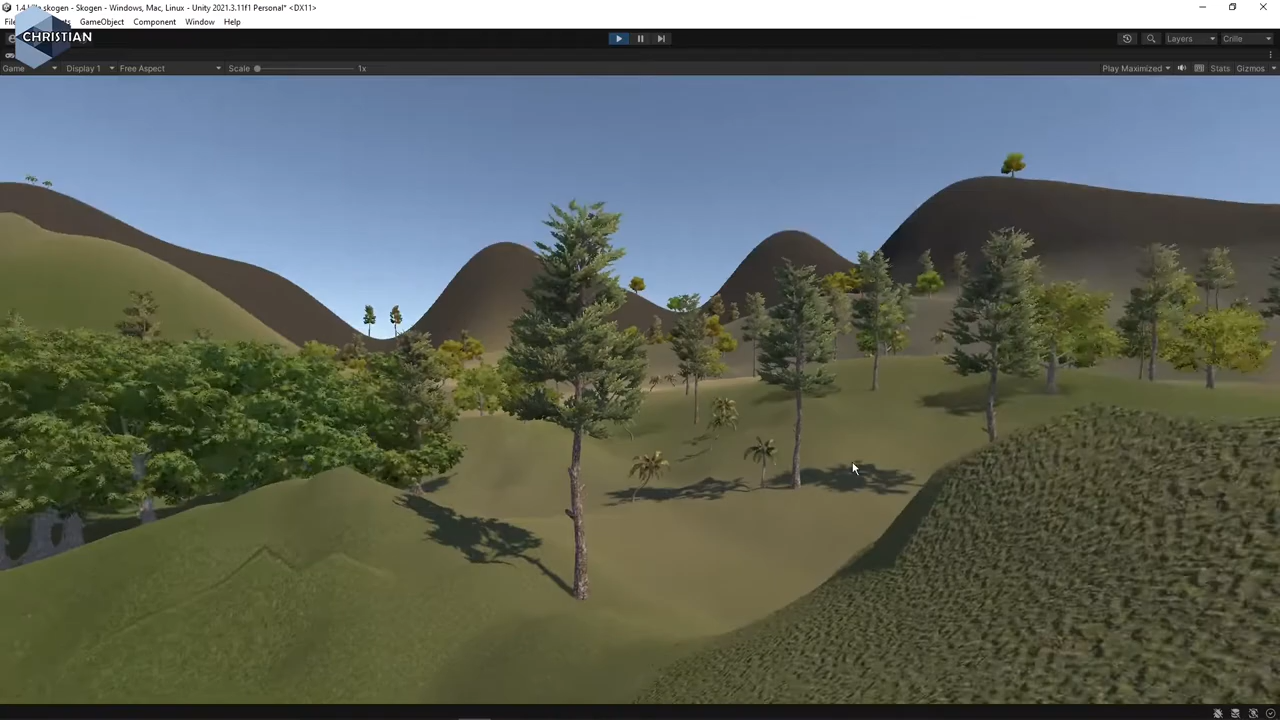 1.4
skogen - Skogen - Windows, Mac, Linux - Unity 2021.3.11f1 Personal* <DX11>
GameObject Component Window Help
CHRISTIAN
Layers Crille
Game Display 1 Free Aspect Scale 1x Play Maximized Stats Gizmos